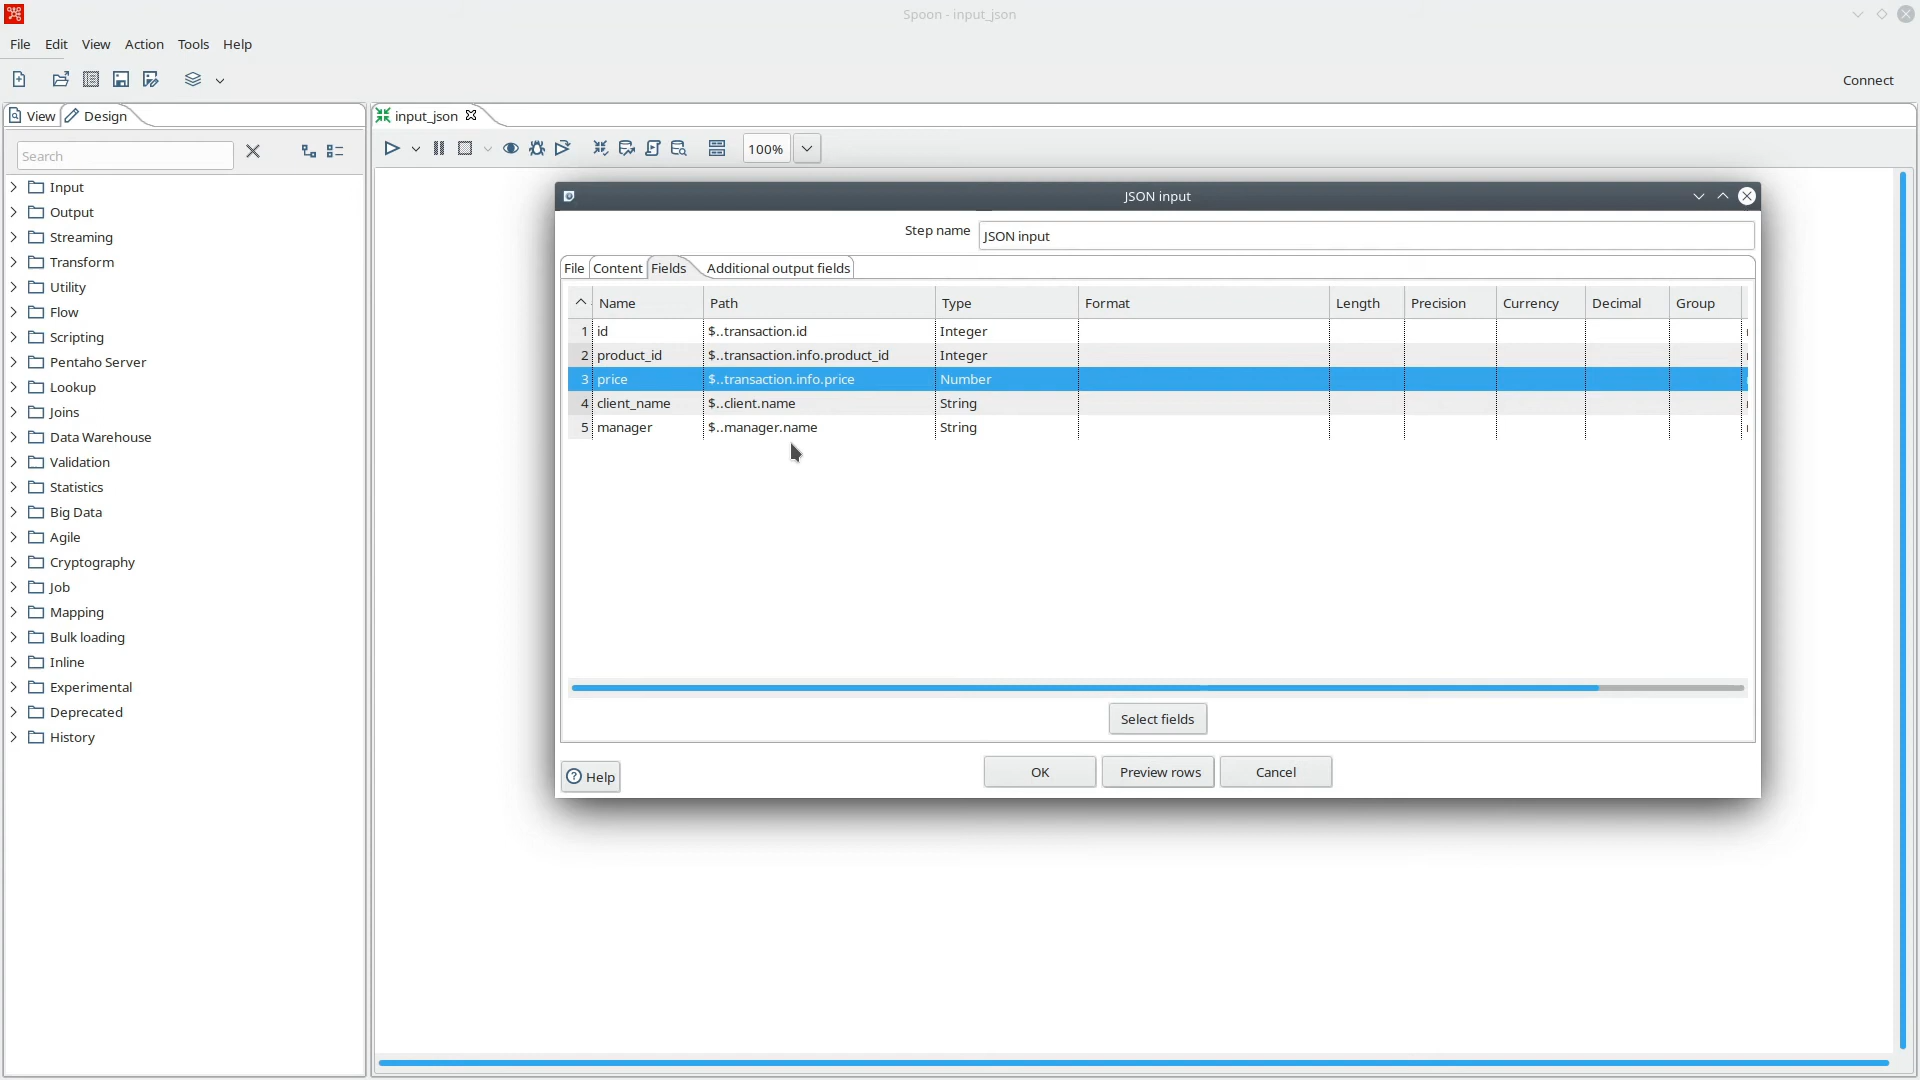 Spoon - input_json
File Edit View Action Tools Help
Connect
View Design
input_json
Search
100%
Input
Output
Streaming
Transform
Utility
Flow
Scripting
Pentaho Server
Lookup
Joins
Data Warehouse
Validation
Statistics
Big Data
Agile
Cryptography
Job
Mapping
Bulk loading
Inline
Experimental
Deprecated
History
JSON input
Step name JSON input
File Content Fields Additional output fields
Name Path Type Format Length Precision Currency Decimal Group
1 id $..transaction.id Integer
2 product_id $..transaction.info.product_id Integer
3 price $..transaction.info.price Number
4 client_name $..client.name String
5 manager $..manager.name String
Select fields
Help OK Preview rows Cancel